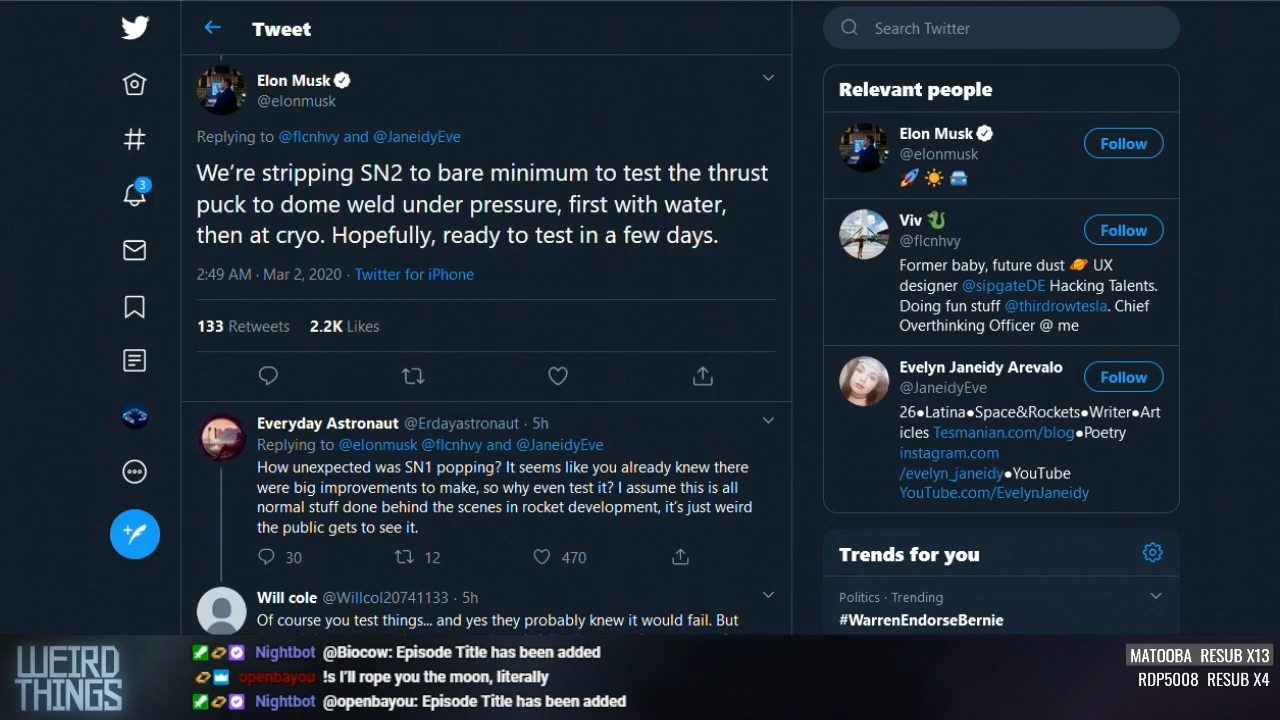 Tweet
Elon Musk
@elonmusk
Replying to @flcnhvy and @JaneidyEve
We're stripping SN2 to bare minimum to test the thrust
puck to dome weld under pressure, first with water,
then at cryo. Hopefully, ready to test in a few days.
2:49 AM · Mar 2, 2020 · Twitter for iPhone
133 Retweets 2.2K Likes
Everyday Astronaut @Erdayastronaut · 5h
Replying to @elonmusk @flcnhvy and @JaneidyEve
How unexpected was SN1 popping? It seems like you already knew there
were big improvements to make, so why even test it? I assume this is all
normal stuff done behind the scenes in rocket development, it's just weird
the public gets to see it.
30 12 470
Will cole @Willcol20741133 · 5h
Of course you test things... and yes they probably knew it would fail. But
3
Search Twitter
Relevant people
Elon Musk
@elonmusk
Follow
Viv
@flcnhvy
Follow
Former baby, future dust 🪐 UX
designer @sipgateDE Hacking Talents.
Doing fun stuff @thirdrowtesla. Chief
Overthinking Officer @ me
Evelyn Janeidy Arevalo
@JaneidyEve
Follow
26●Latina●Space&Rockets●Writer●Art
icles Tesmanian.com/blog●Poetry
instagram.com
/evelyn_janeidy●YouTube
YouTube.com/EvelynJaneidy
Trends for you
Politics · Trending
#WarrenEndorseBernie
WEIRD
THINGS
Nightbot @Biocow: Episode Title has been added
openbayou !s I'll rope you the moon, literally
Nightbot @openbayou: Episode Title has been added
MATOOBA RESUB X13
RDP5008 RESUB X4